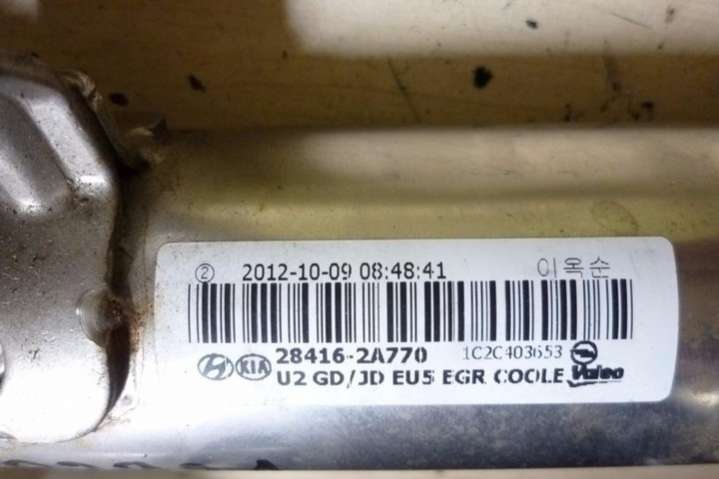 ② 2012-10-09 08:48:41 이옥순
28416-2A770 1C2C403653
KIA U2 GD/JD EU5 EGR COOLE Valeo